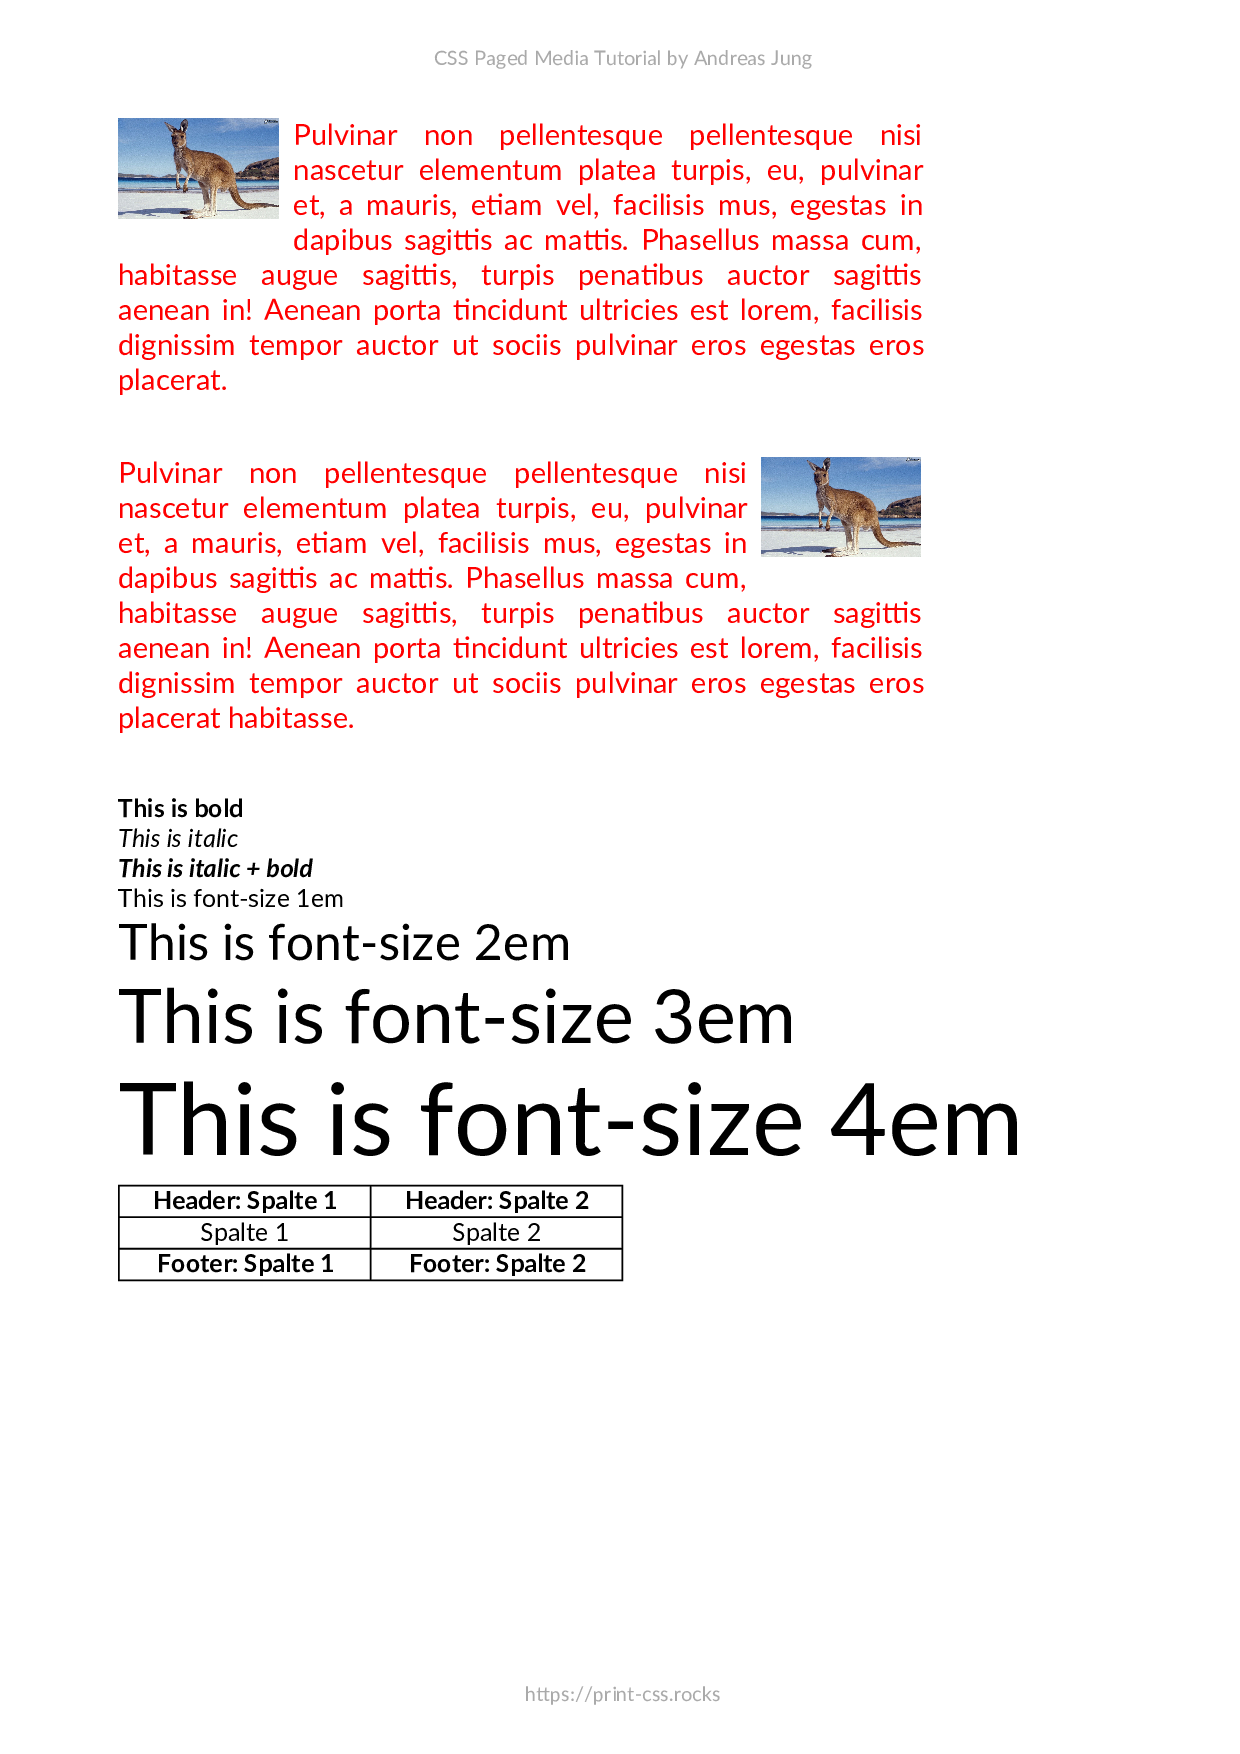 CSS Paged Media Tutorial by Andreas Jung
Pulvinar non pellentesque pellentesque nisi
nascetur elementum platea turpis, eu, pulvinar
et, a mauris, etiam vel, facilisis mus, egestas in
dapibus sagittis ac mattis. Phasellus massa cum,
habitasse augue sagittis, turpis penatibus auctor sagittis
aenean in! Aenean porta tincidunt ultricies est lorem, facilisis
dignissim tempor auctor ut sociis pulvinar eros egestas eros
placerat.
Pulvinar non pellentesque pellentesque nisi
nascetur elementum platea turpis, eu, pulvinar
et, a mauris, etiam vel, facilisis mus, egestas in
dapibus sagittis ac mattis. Phasellus massa cum,
habitasse augue sagittis, turpis penatibus auctor sagittis
aenean in! Aenean porta tincidunt ultricies est lorem, facilisis
dignissim tempor auctor ut sociis pulvinar eros egestas eros
placerat habitasse.
This is bold
This is italic
This is italic + bold
This is font-size 1em
This is font-size 2em
This is font-size 3em
This is font-size 4em
Header: Spalte 1 Header: Spalte 2
Spalte 1 Spalte 2
Footer: Spalte 1 Footer: Spalte 2
https://print-css.rocks